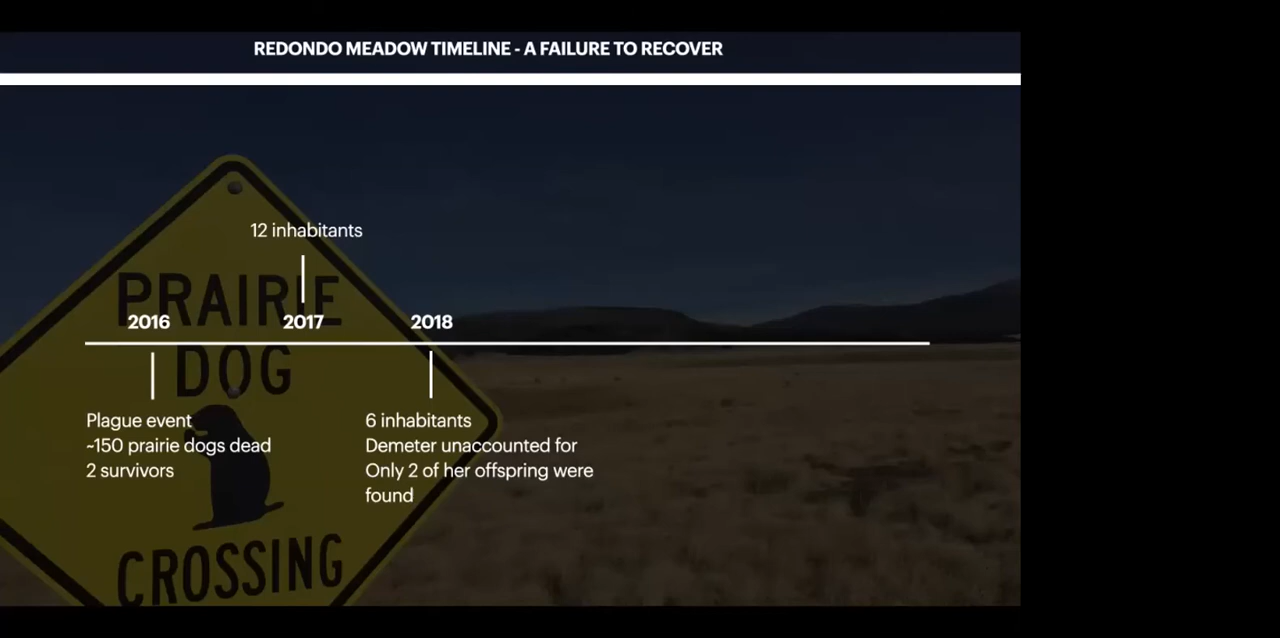 REDONDO MEADOW TIMELINE - A FAILURE TO RECOVER
12 inhabitants
PRAIRIE
2016
2017
2018
DOG
Plague event
~150 prairie dogs dead
2 survivors
6 inhabitants
Demeter unaccounted for
Only 2 of her offspring were
found
CROSSING